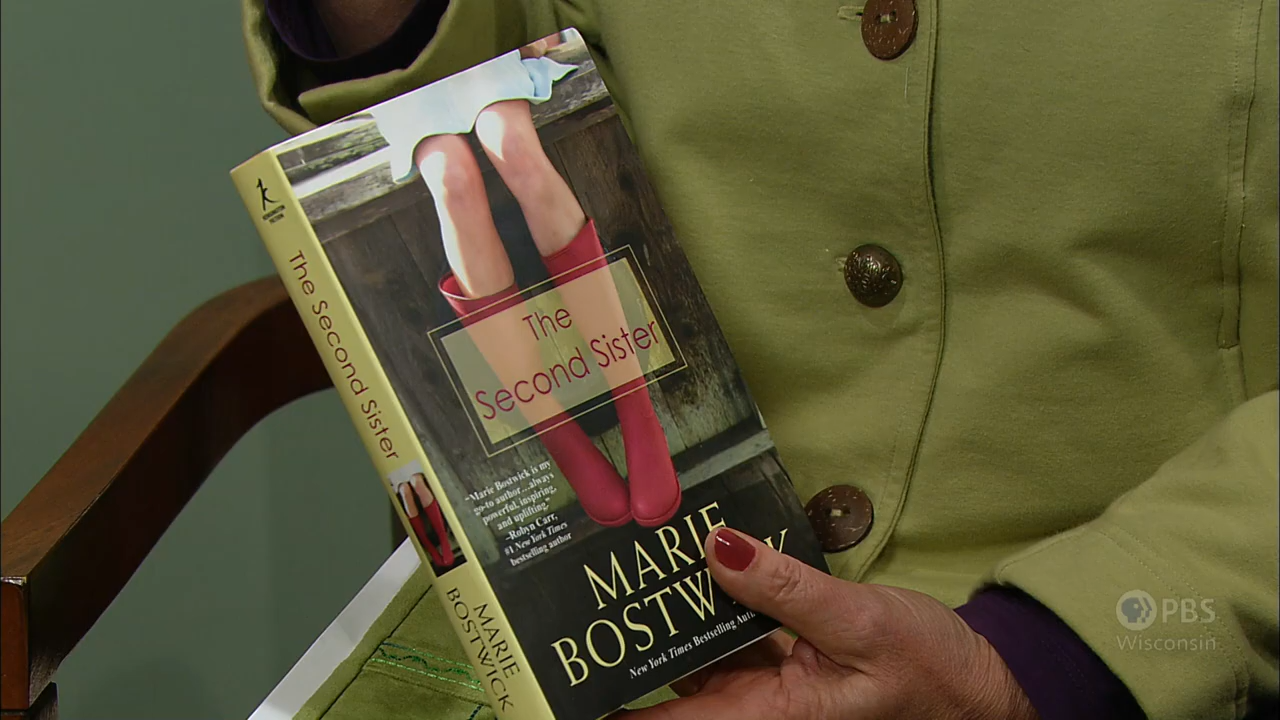 The Second Sister
MARIE
BOSTWICK
The
Second Sister
"Marie Bostwick is my
go-to author...always
powerful, inspiring,
and uplifting."
–Robyn Carr,
#1 New York Times
bestselling author
MARIE
BOSTW K
New York Times Bestselling Aut
PBS
Wisconsin